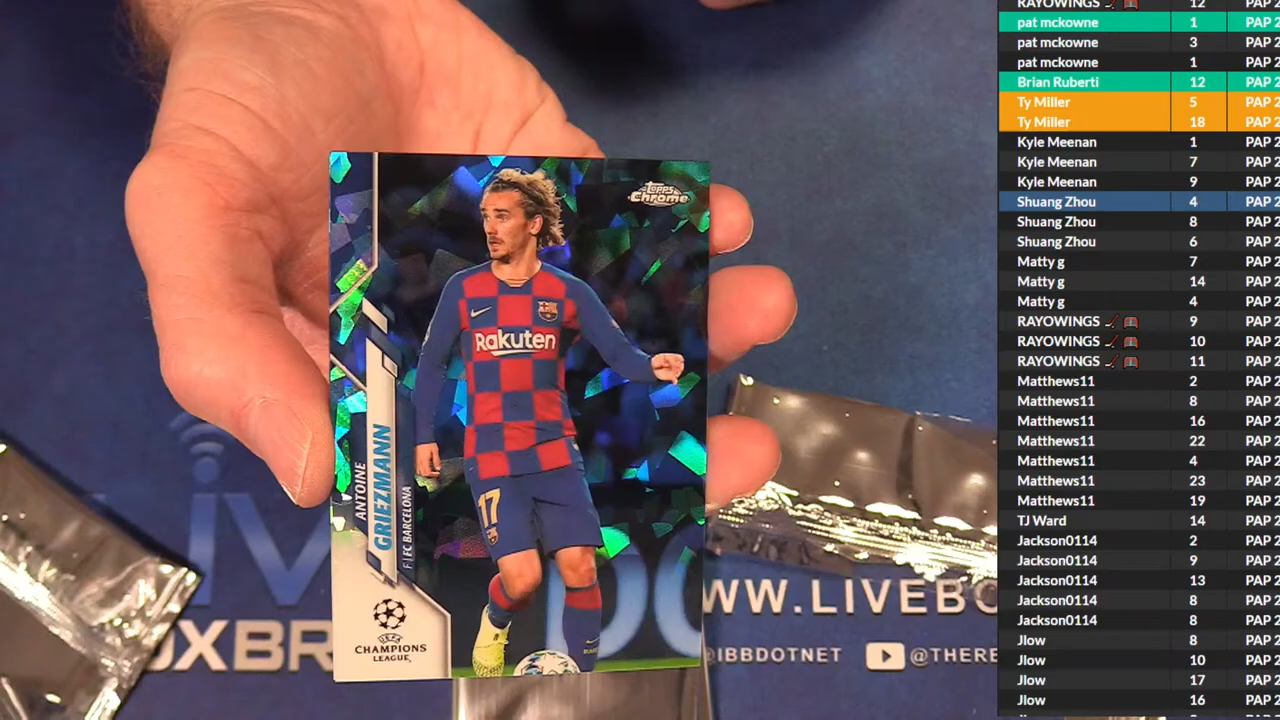 Topps
Chrome
Rakuten
17
ANTOINE
GRIEZMANN
F | FC BARCELONA
UEFA
CHAMPIONS
LEAGUE
WWW.LIVEBO
OXBR
@IBBDOTNET
@THERE
RAYOWINGS 12 PAP 2
pat mckowne 1 PAP 2
pat mckowne 3 PAP 2
pat mckowne 1 PAP 2
Brian Ruberti 12 PAP 2
Ty Miller 5 PAP 2
Ty Miller 18 PAP 2
Kyle Meenan 1 PAP 2
Kyle Meenan 7 PAP 2
Kyle Meenan 9 PAP 2
Shuang Zhou 4 PAP 2
Shuang Zhou 8 PAP 2
Shuang Zhou 6 PAP 2
Matty g 7 PAP 2
Matty g 14 PAP 2
Matty g 4 PAP 2
RAYOWINGS 9 PAP 2
RAYOWINGS 10 PAP 2
RAYOWINGS 11 PAP 2
Matthews11 2 PAP 2
Matthews11 8 PAP 2
Matthews11 16 PAP 2
Matthews11 22 PAP 2
Matthews11 4 PAP 2
Matthews11 23 PAP 2
Matthews11 19 PAP 2
TJ Ward 14 PAP 2
Jackson0114 2 PAP 2
Jackson0114 9 PAP 2
Jackson0114 13 PAP 2
Jackson0114 8 PAP 2
Jackson0114 8 PAP 2
Jlow 8 PAP 2
Jlow 10 PAP 2
Jlow 17 PAP 2
Jlow 16 PAP 2